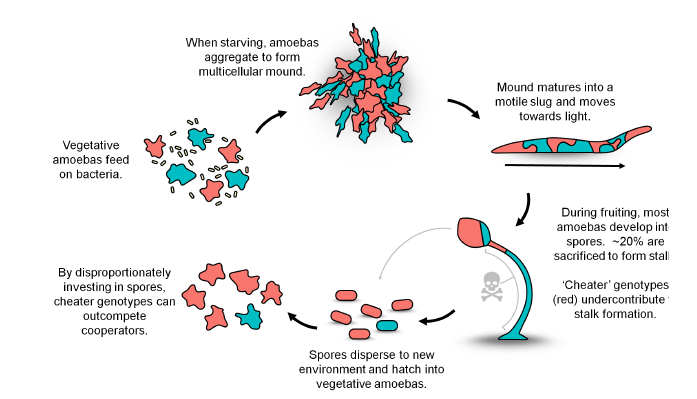 When starving, amoebas
aggregate to form
multicellular mound.
Mound matures into a
motile slug and moves
towards light.
Vegetative
amoebas feed
on bacteria.
During fruiting, most
amoebas develop int
spores. ~20% are
sacrificed to form stal
'Cheater' genotypes
(red) undercontribute
stalk formation.
By disproportionately
investing in spores,
cheater genotypes can
outcompete
cooperators.
Spores disperse to new
environment and hatch into
vegetative amoebas.